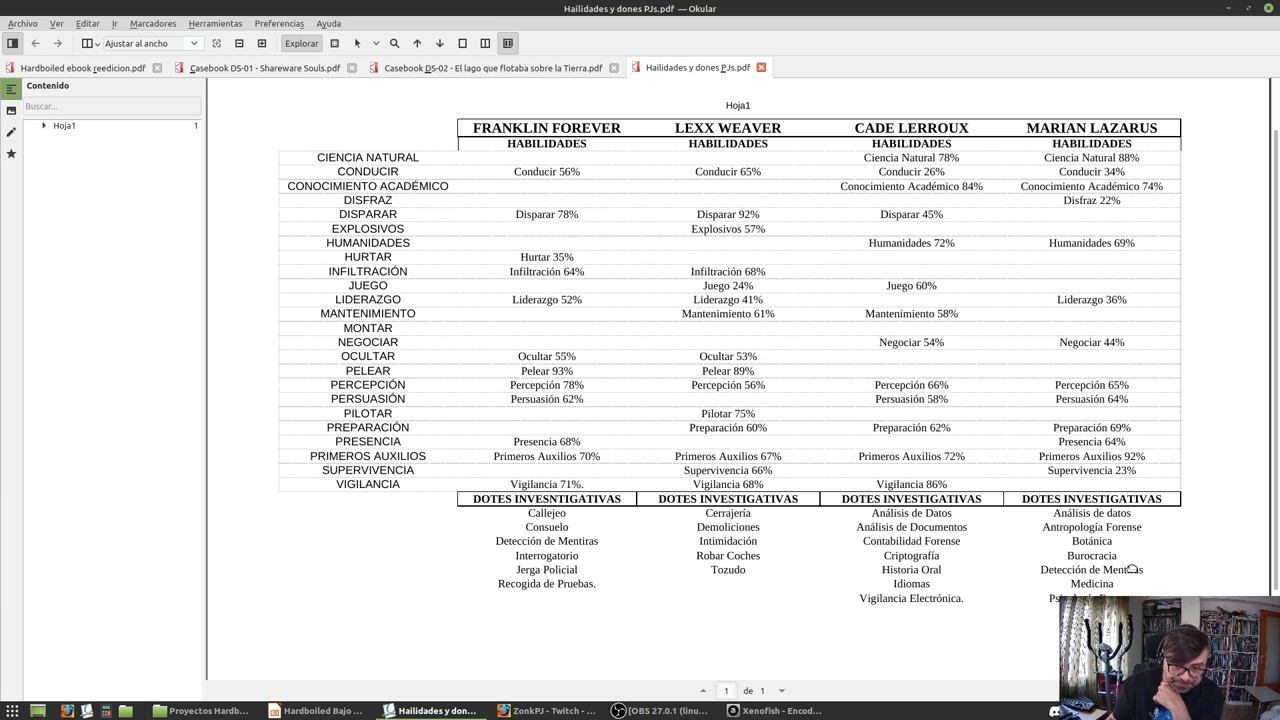 Hailidades y dones PJs.pdf — Okular
Archivo Ver Editar Ir Marcadores Herramientas Preferencias Ayuda
Ajustar al ancho Explorar
Hardboiled ebook reedicion.pdf Casebook DS-01 - Shareware Souls.pdf Casebook DS-02 - El lago que flotaba sobre la Tierra.pdf Hailidades y dones PJs.pdf
Contenido
Buscar...
Hoja1 1
Hoja1
FRANKLIN FOREVER LEXX WEAVER CADE LERROUX MARIAN LAZARUS
HABILIDADES HABILIDADES HABILIDADES HABILIDADES
CIENCIA NATURAL Ciencia Natural 78% Ciencia Natural 88%
CONDUCIR Conducir 56% Conducir 65% Conducir 26% Conducir 34%
CONOCIMIENTO ACADÉMICO Conocimiento Académico 84% Conocimiento Académico 74%
DISFRAZ Disfraz 22%
DISPARAR Disparar 78% Disparar 92% Disparar 45%
EXPLOSIVOS Explosivos 57%
HUMANIDADES Humanidades 72% Humanidades 69%
HURTAR Hurtar 35%
INFILTRACIÓN Infiltración 64% Infiltración 68%
JUEGO Juego 24% Juego 60%
LIDERAZGO Liderazgo 52% Liderazgo 41% Liderazgo 36%
MANTENIMIENTO Mantenimiento 61% Mantenimiento 58%
MONTAR
NEGOCIAR Negociar 54% Negociar 44%
OCULTAR Ocultar 55% Ocultar 53%
PELEAR Pelear 93% Pelear 89%
PERCEPCIÓN Percepción 78% Percepción 56% Percepción 66% Percepción 65%
PERSUASIÓN Persuasión 62% Persuasión 58% Persuasión 64%
PILOTAR Pilotar 75%
PREPARACIÓN Preparación 60% Preparación 62% Preparación 69%
PRESENCIA Presencia 68% Presencia 64%
PRIMEROS AUXILIOS Primeros Auxilios 70% Primeros Auxilios 67% Primeros Auxilios 72% Primeros Auxilios 92%
SUPERVIVENCIA Supervivencia 66% Supervivencia 23%
VIGILANCIA Vigilancia 71%. Vigilancia 68% Vigilancia 86%
DOTES INVESNTIGATIVAS DOTES INVESTIGATIVAS DOTES INVESTIGATIVAS DOTES INVESTIGATIVAS
Callejeo Cerrajería Análisis de Datos Análisis de datos
Consuelo Demoliciones Análisis de Documentos Antropología Forense
Detección de Mentiras Intimidación Contabilidad Forense Botánica
Interrogatorio Robar Coches Criptografía Burocracia
Jerga Policial Tozudo Historia Oral Detección de Mentiras
Recogida de Pruebas. Idiomas Medicina
Vigilancia Electrónica.
1 de 1
Proyectos Hardb... Hardboiled Bajo ... Hailidades y don... ZonkPJ - Twitch - ... [OBS 27.0.1 (linu... Xenofish - Encod...